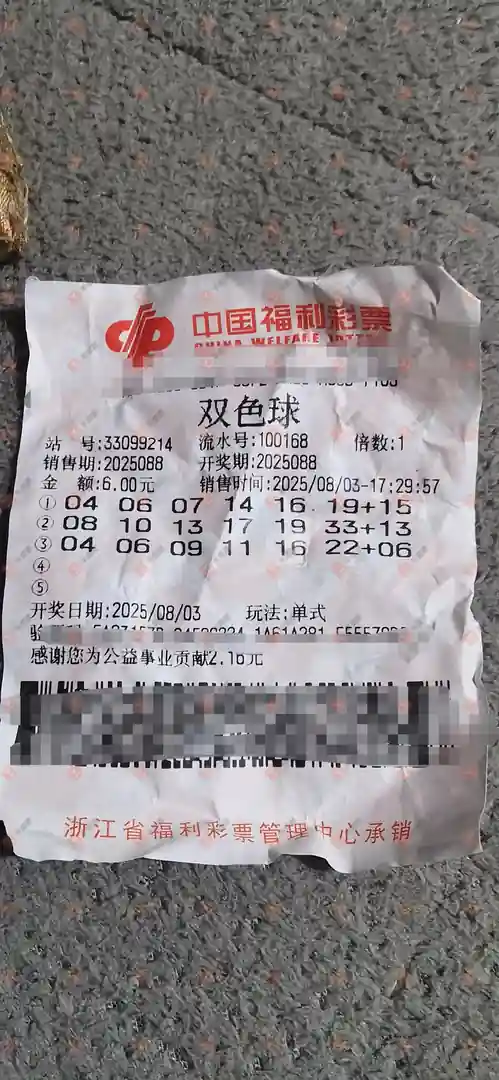 中国福利彩票
CHINA WELFARE
双色球
站 号:33099214 流水号:100168 倍数:1
销售期:2025088 开奖期:2025088
金 额:6.00元 销售时间:2025/08/03-17:29:57
① 04 06 07 14 16 19+15
② 08 10 13 17 19 33+13
③ 04 06 09 11 16 22+06
④
⑤
开奖日期:2025/08/03 玩法:单式
感谢您为公益事业贡献2.16元
浙江省福利彩票管理中心承销